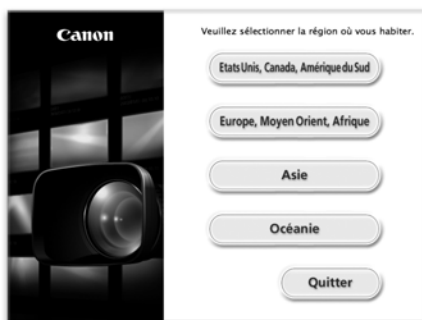 Canon
Veuillez sélectionner la région où vous habiter.
Etats Unis, Canada, Amérique du Sud
Europe, Moyen Orient, Afrique
Asie
Océanie
Quitter